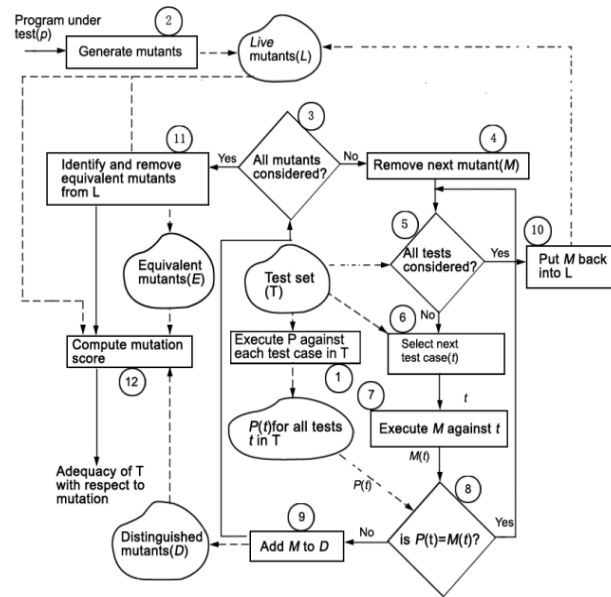 Program under
test(p)
2
Generate mutants
Live
mutants(L)
3
All mutants
considered?
Yes
No
11
Identify and remove
equivalent mutants
from L
4
Remove next mutant(M)
5
All tests
considered?
Yes
No
10
Put M back
into L
Equivalent
mutants(E)
Test set
(T)
6
Select next
test case(t)
Execute P against
each test case in T
1
Compute mutation
score
12
t
7
Execute M against t
P(t)for all tests
t in T
M(t)
P(t)
8
is P(t)=M(t)?
Yes
No
9
Add M to D
Adequacy of T
with respect to
mutation
Distinguished
mutants(D)